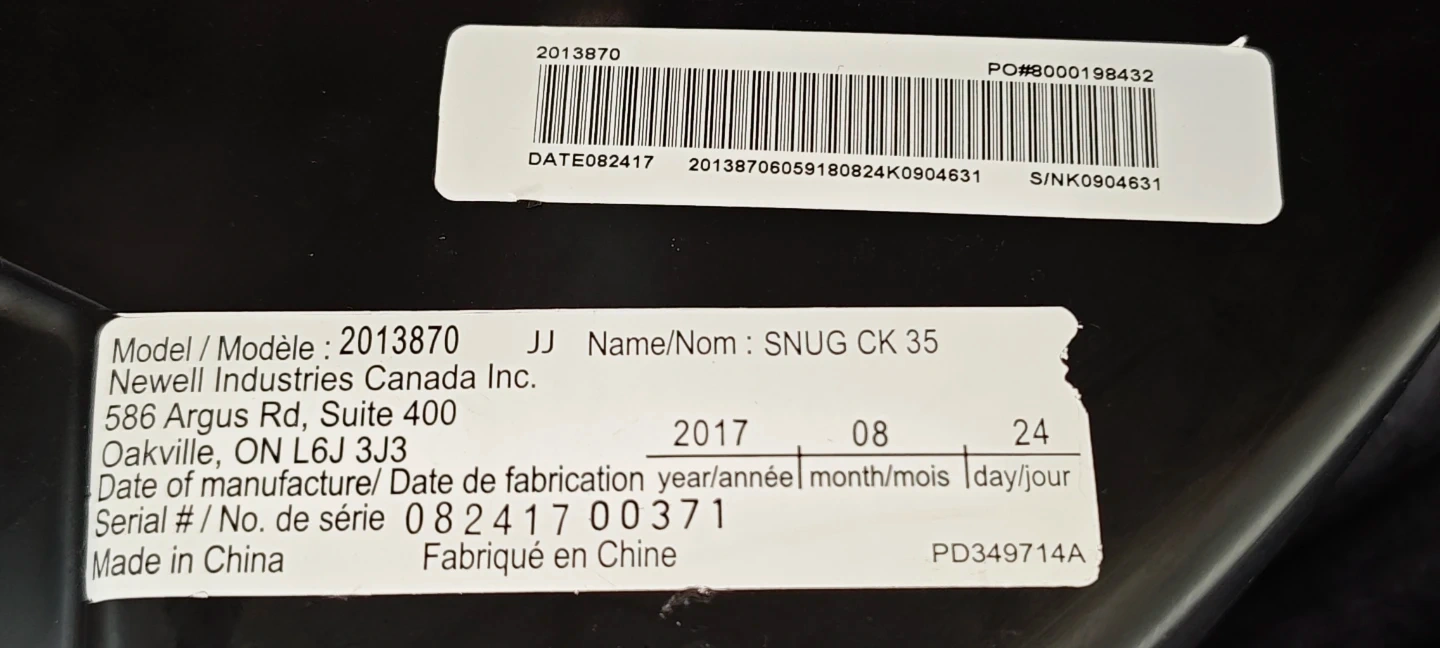 2013870 PO#8000198432
DATE082417 20138706059180824K0904631 S/NK0904631
Model / Modèle : 2013870 JJ Name/Nom : SNUG CK 35
Newell Industries Canada Inc.
586 Argus Rd, Suite 400
Oakville, ON L6J 3J3 2017 08 24
Date of manufacture/ Date de fabrication year/année month/mois day/jour
Serial # / No. de série 082417 00371
Made in China Fabriqué en Chine PD349714A